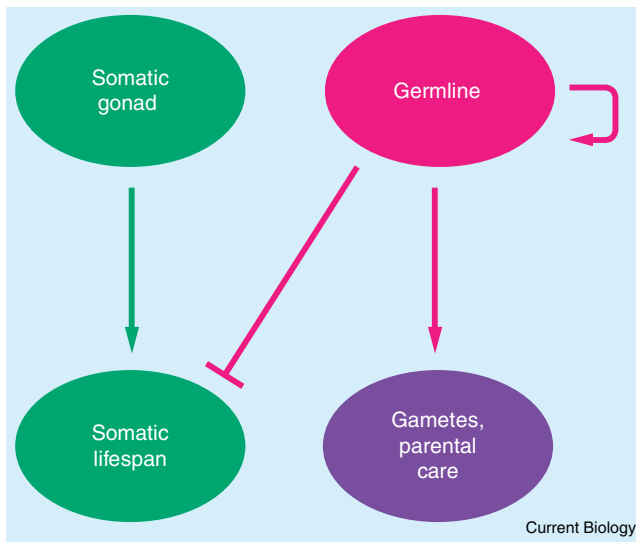 Somatic
gonad
Germline
Somatic
lifespan
Gametes,
parental
care
Current Biology